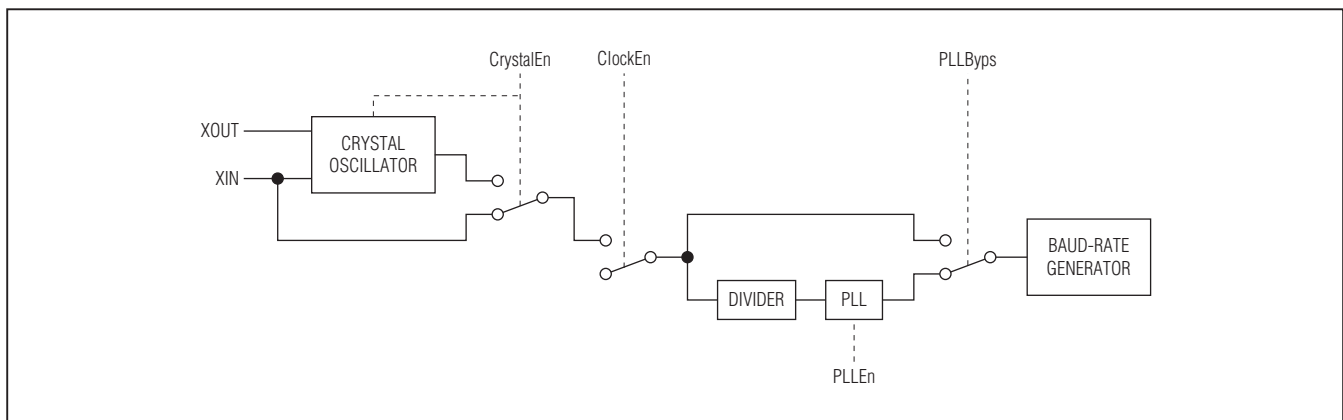 CrystalEn
ClockEn
PLLByps
XOUT
XIN
CRYSTAL
OSCILLATOR
BAUD-RATE
GENERATOR
DIVIDER
PLL
PLLEn